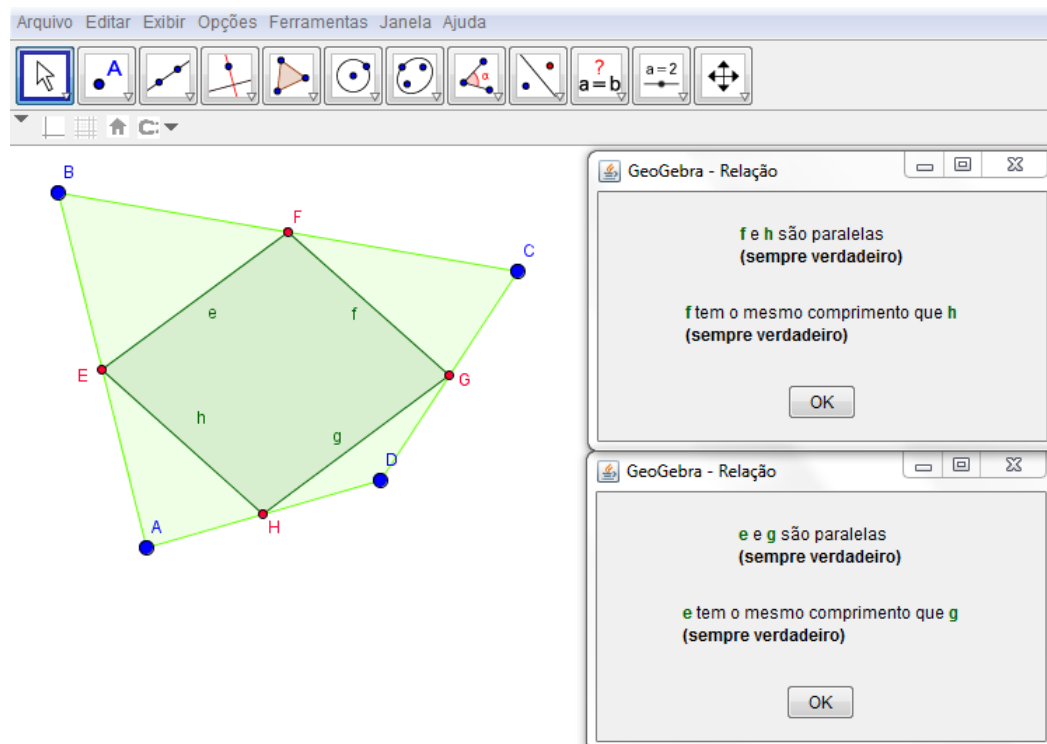 Arquivo Editar Exibir Opções Ferramentas Janela Ajuda
A
α
?
a=b
a=2
B
F
C
e
f
E
G
h
g
D
A
H
GeoGebra - Relação
f e h são paralelas
(sempre verdadeiro)
f tem o mesmo comprimento que h
(sempre verdadeiro)
OK
GeoGebra - Relação
e e g são paralelas
(sempre verdadeiro)
e tem o mesmo comprimento que g
(sempre verdadeiro)
OK